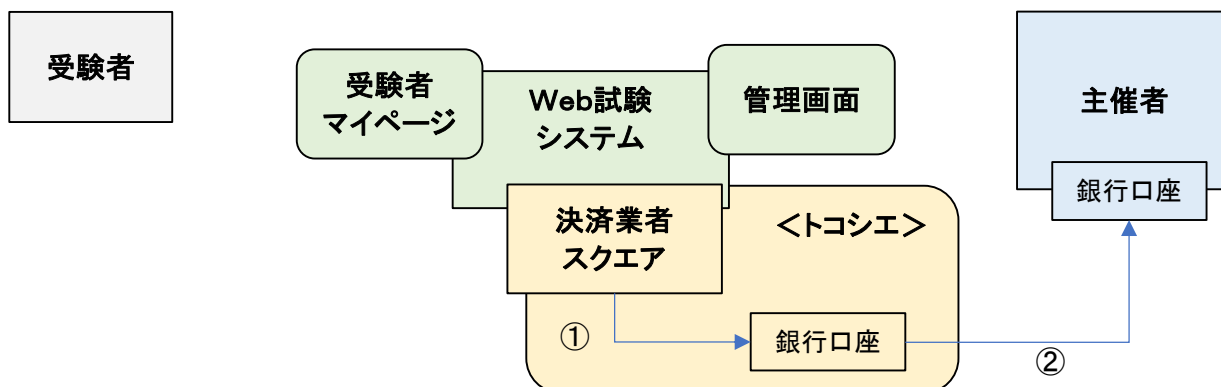 受験者
受験者
マイページ
Web試験
システム
管理画面
主催者
銀行口座
決済業者
スクエア
＜トコシエ＞
①
銀行口座
②